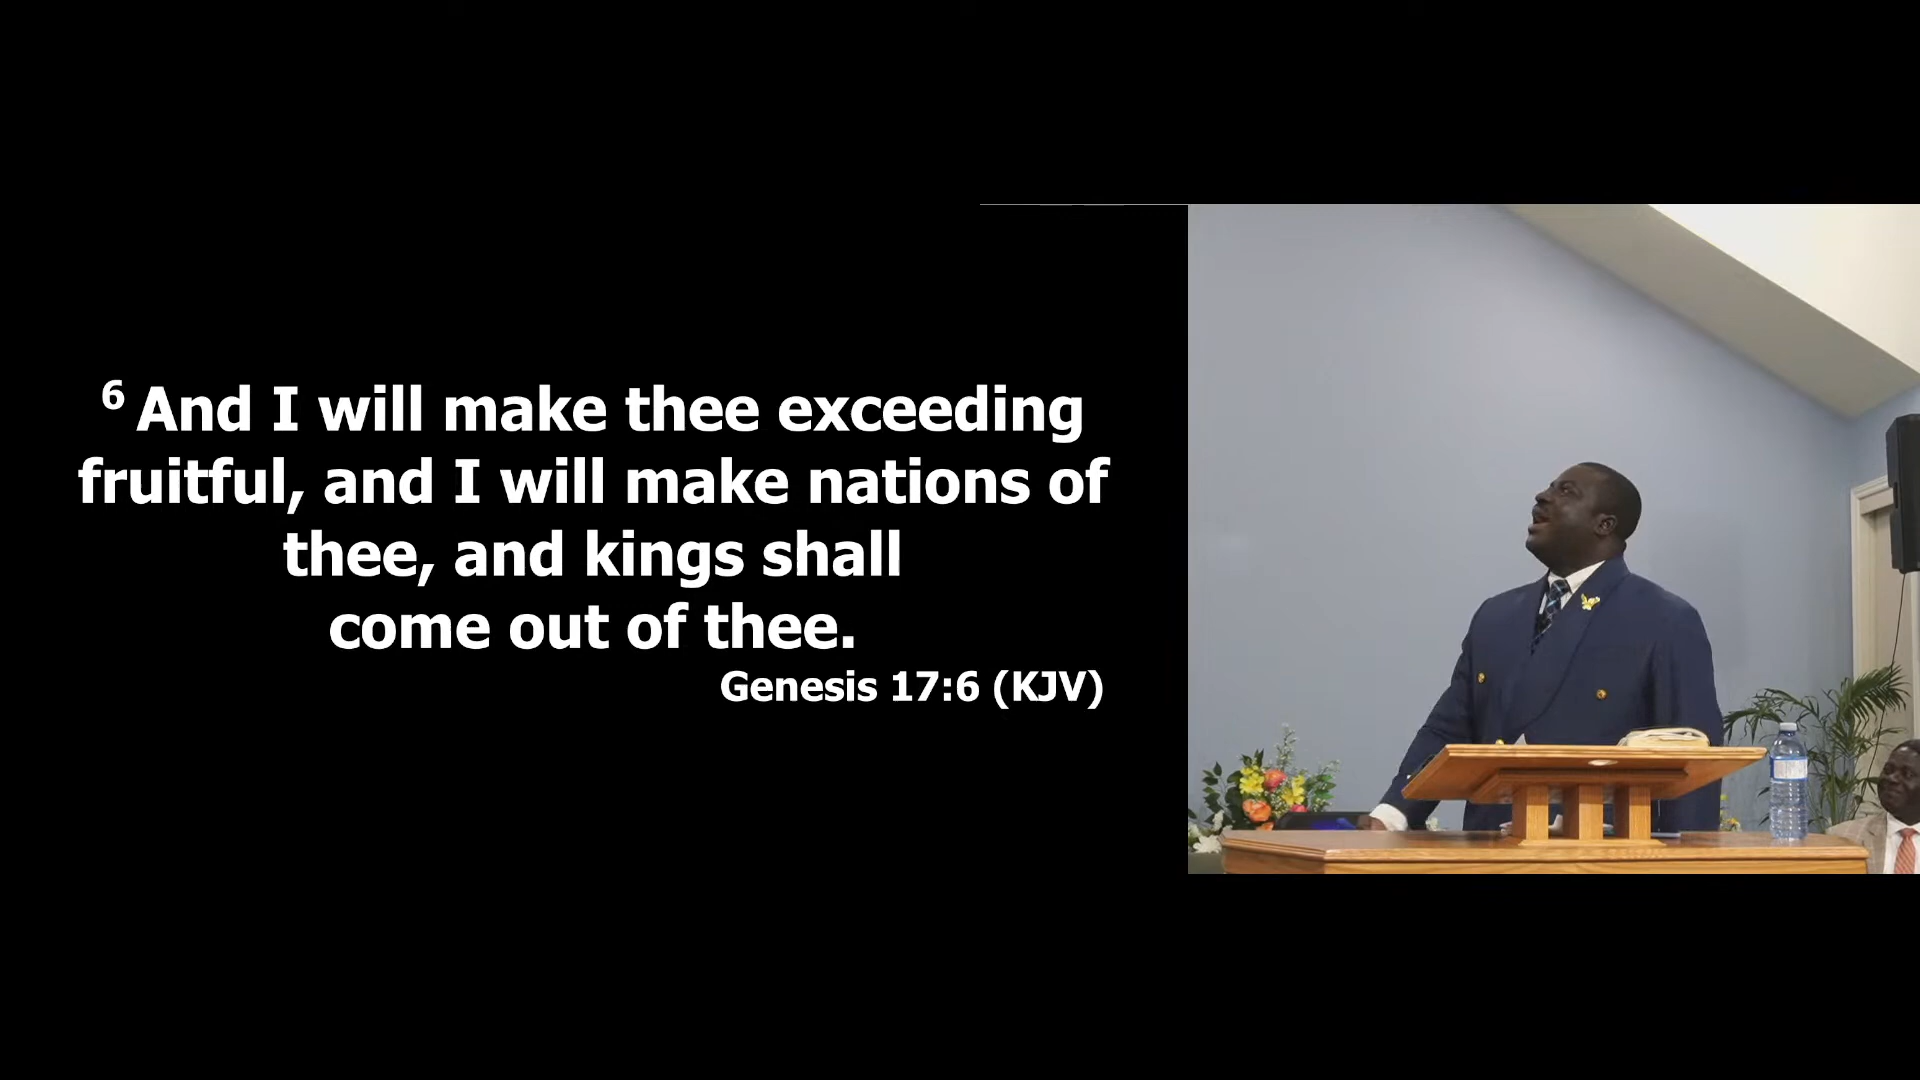 6 And I will make thee exceeding
fruitful, and I will make nations of
thee, and kings shall
come out of thee.
Genesis 17:6 (KJV)